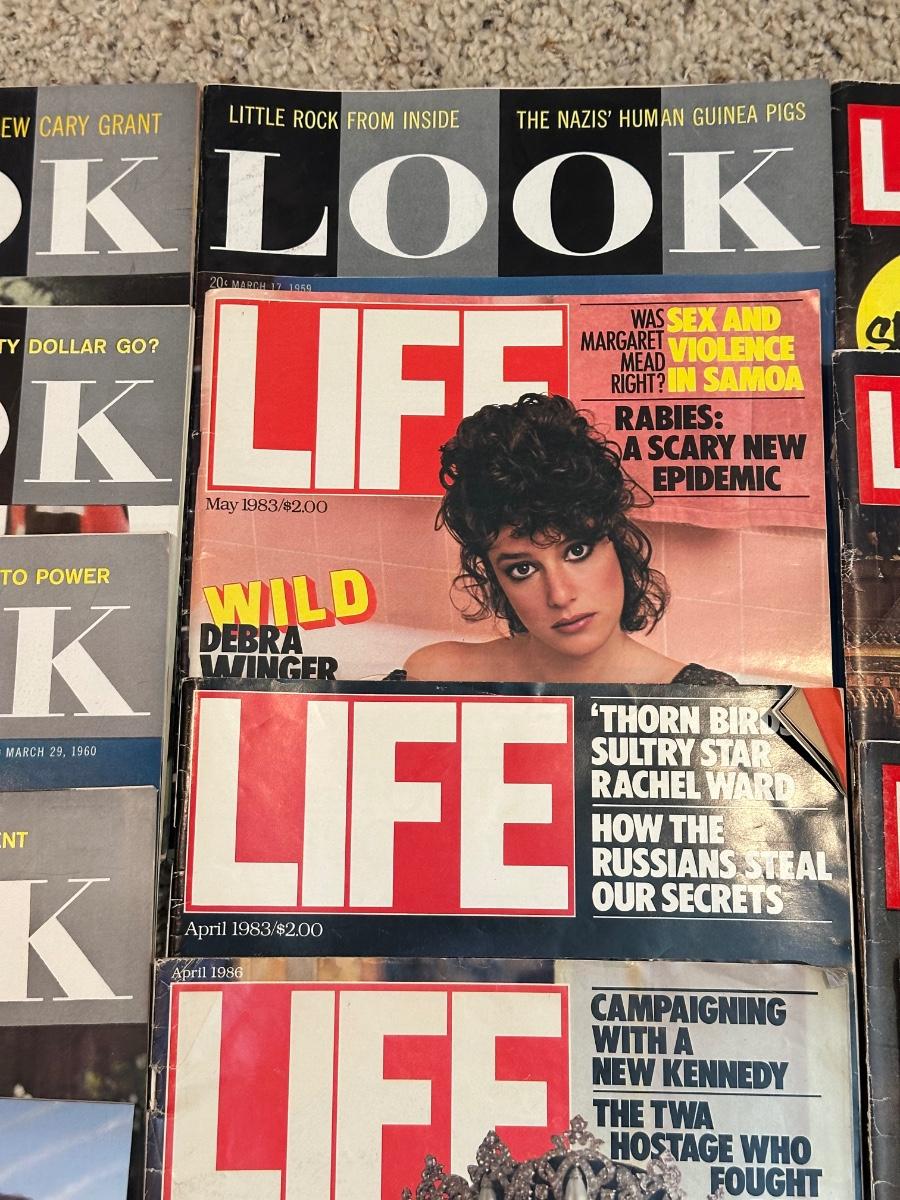 EW CARY GRANT
OK
TY DOLLAR GO?
OK
TO POWER
K
MARCH 29, 1960
ENT
K
LITTLE ROCK FROM INSIDE
THE NAZIS' HUMAN GUINEA PIGS
LOOK
20¢ MARCH 17, 1959
LIFE
WAS MARGARET MEAD RIGHT?
SEX AND
VIOLENCE
IN SAMOA
RABIES:
A SCARY NEW
EPIDEMIC
May 1983/$2.00
WILD
DEBRA
WINGER
LIFE
'THORN BIRDS'
SULTRY STAR
RACHEL WARD
HOW THE
RUSSIANS STEAL
OUR SECRETS
April 1983/$2.00
April 1986
LIFE
CAMPAIGNING
WITH A
NEW KENNEDY
THE TWA
HOSTAGE WHO
FOUGHT
L
L